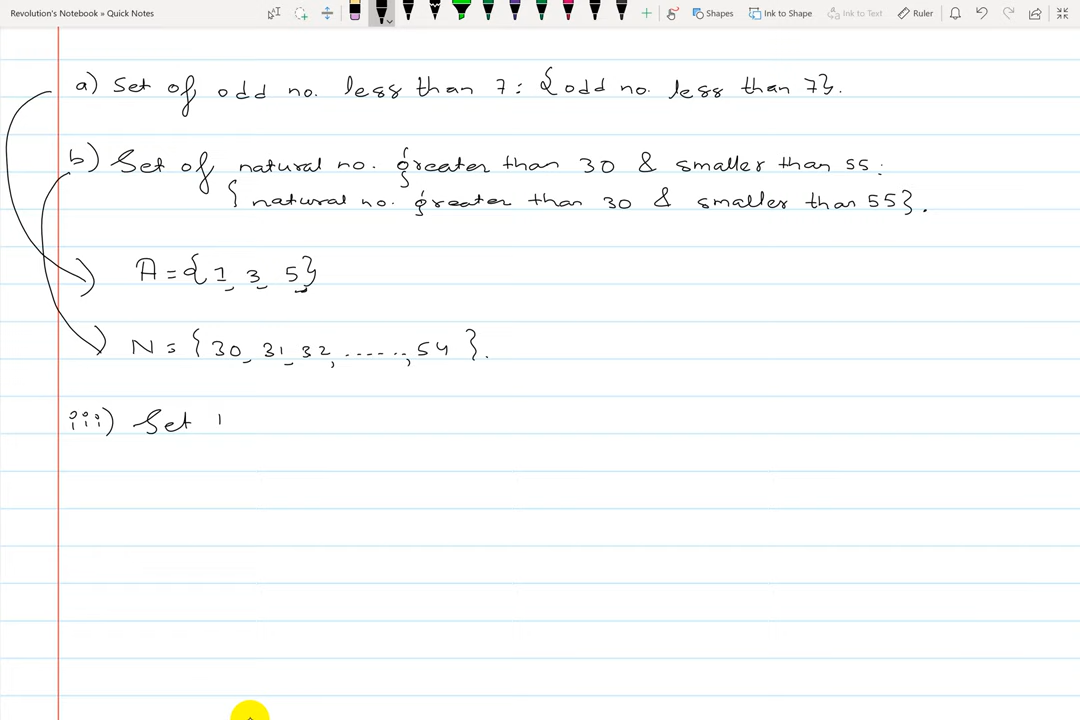 Revolution's Notebook » Quick Notes
Shapes
Ink to Shape
Ink to Text
Ruler
a) Set of odd no. less than 7 : {odd no. less than 7}.
b) Set of natural no. greater than 30 & smaller than 55 :
{ natural no. greater than 30 & smaller than 55}.
A = { 1, 3, 5}
N = { 30, 31, 32, ......, 54 }.
iii) Set